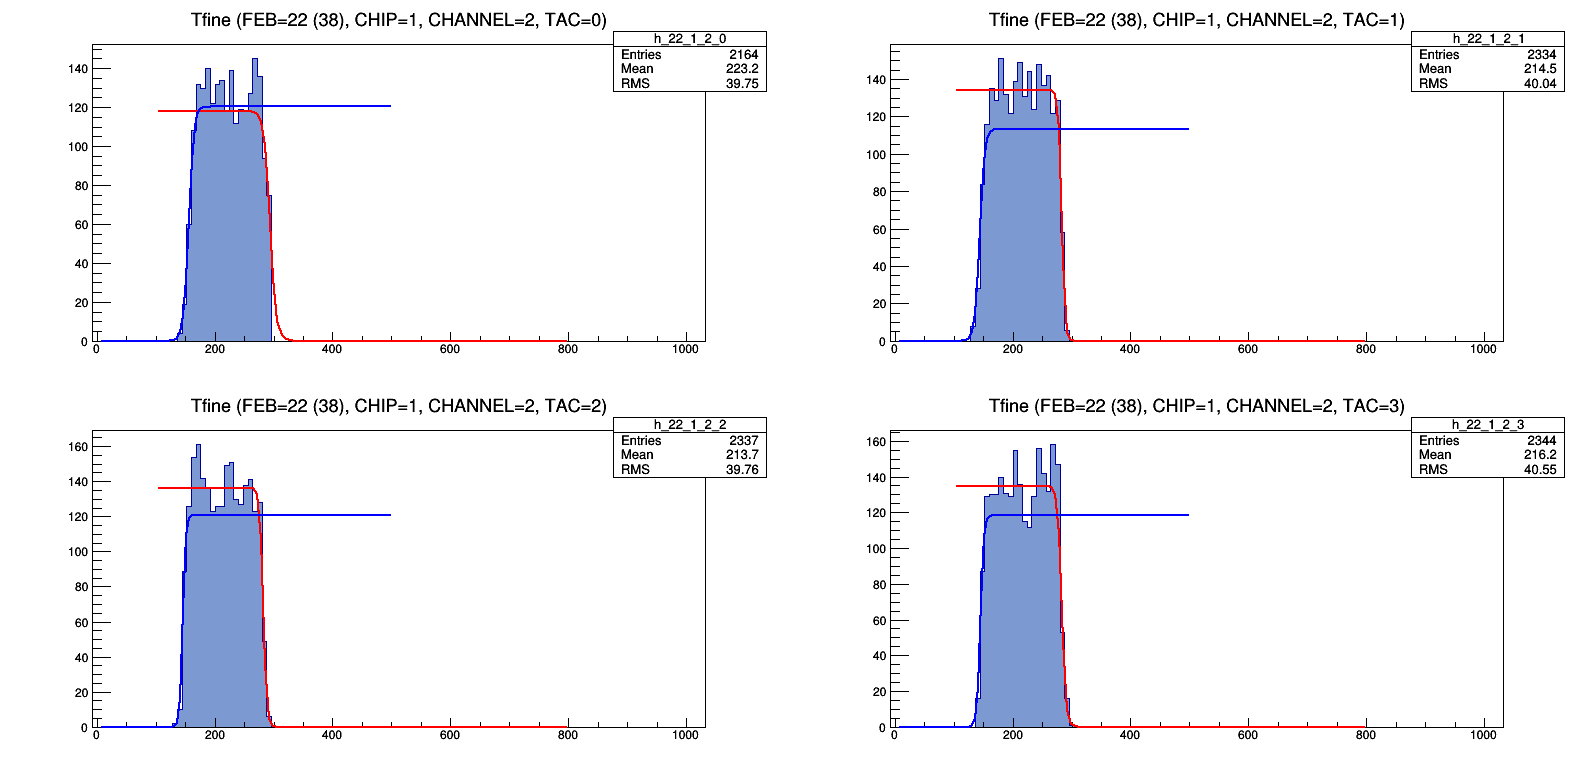 Tfine (FEB=22 (38), CHIP=1, CHANNEL=2, TAC=0)
h_22_1_2_0
Entries 2164
Mean 223.2
RMS 39.75
140
120
100
80
60
40
20
0
0 200 400 600 800 1000
Tfine (FEB=22 (38), CHIP=1, CHANNEL=2, TAC=1)
h_22_1_2_1
Entries 2334
Mean 214.5
RMS 40.04
140
120
100
80
60
40
20
0
0 200 400 600 800 1000
Tfine (FEB=22 (38), CHIP=1, CHANNEL=2, TAC=2)
h_22_1_2_2
Entries 2337
Mean 213.7
RMS 39.76
160
140
120
100
80
60
40
20
0
0 200 400 600 800 1000
Tfine (FEB=22 (38), CHIP=1, CHANNEL=2, TAC=3)
h_22_1_2_3
Entries 2344
Mean 216.2
RMS 40.55
160
140
120
100
80
60
40
20
0
0 200 400 600 800 1000